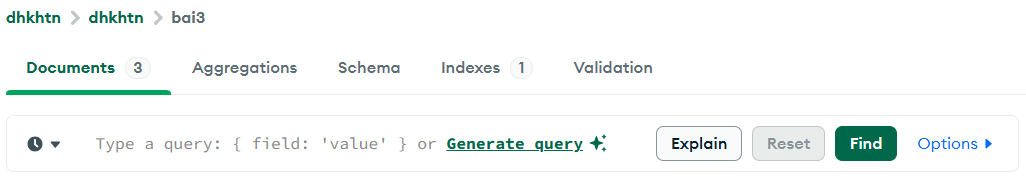 dhkhtn > dhkhtn > bai3
Documents 3 Aggregations Schema Indexes 1 Validation
Type a query: { field: 'value' } or Generate query Explain Reset Find Options